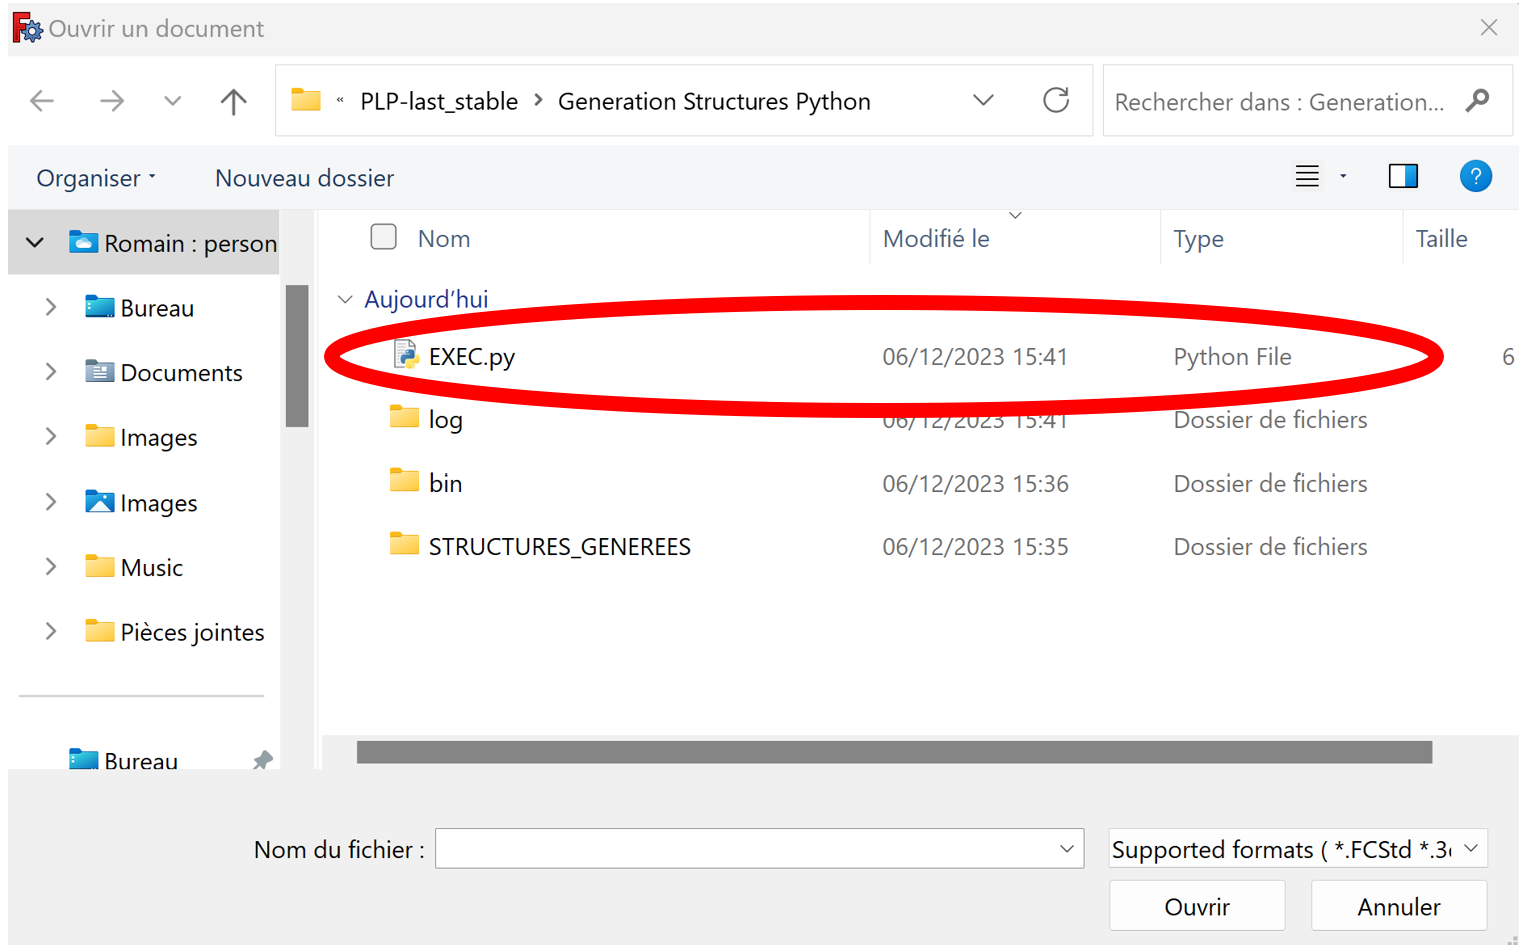 Ouvrir un document
« PLP-last_stable > Generation Structures Python
Rechercher dans : Generation...
Organiser
Nouveau dossier
?
Romain : person
Bureau
Documents
Images
Images
Music
Pièces jointes
Bureau
Nom Modifié le Type Taille
Aujourd’hui
EXEC.py 06/12/2023 15:41 Python File 6
log 06/12/2023 15:41 Dossier de fichiers
bin 06/12/2023 15:36 Dossier de fichiers
STRUCTURES_GENEREES 06/12/2023 15:35 Dossier de fichiers
Nom du fichier :
Supported formats ( *.FCStd *.3
Ouvrir
Annuler